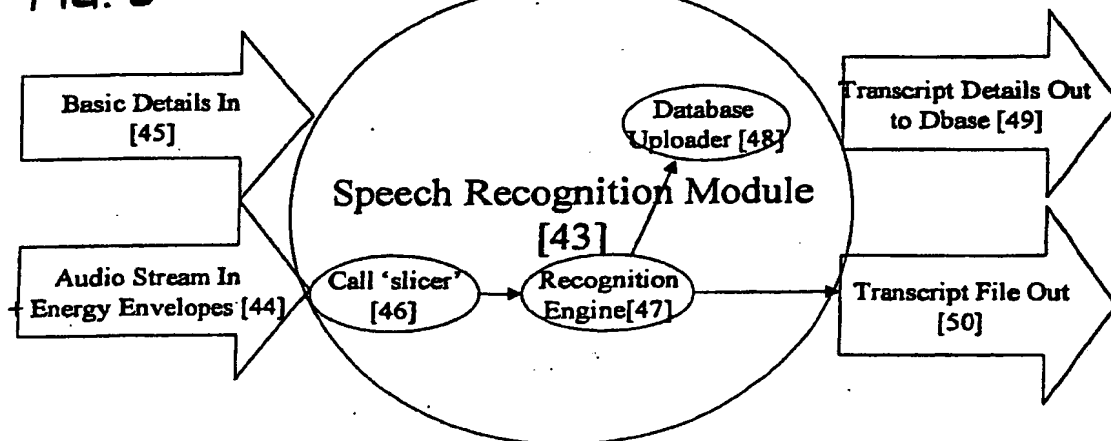 Basic Details In
[45]
Database
Uploader [48]
Transcript Details Out
to Dbase [49]
Speech Recognition Module
[43]
Audio Stream In
+ Energy Envelopes [44]
Call 'slicer'
[46]
Recognition
Engine[47]
Transcript File Out
[50]